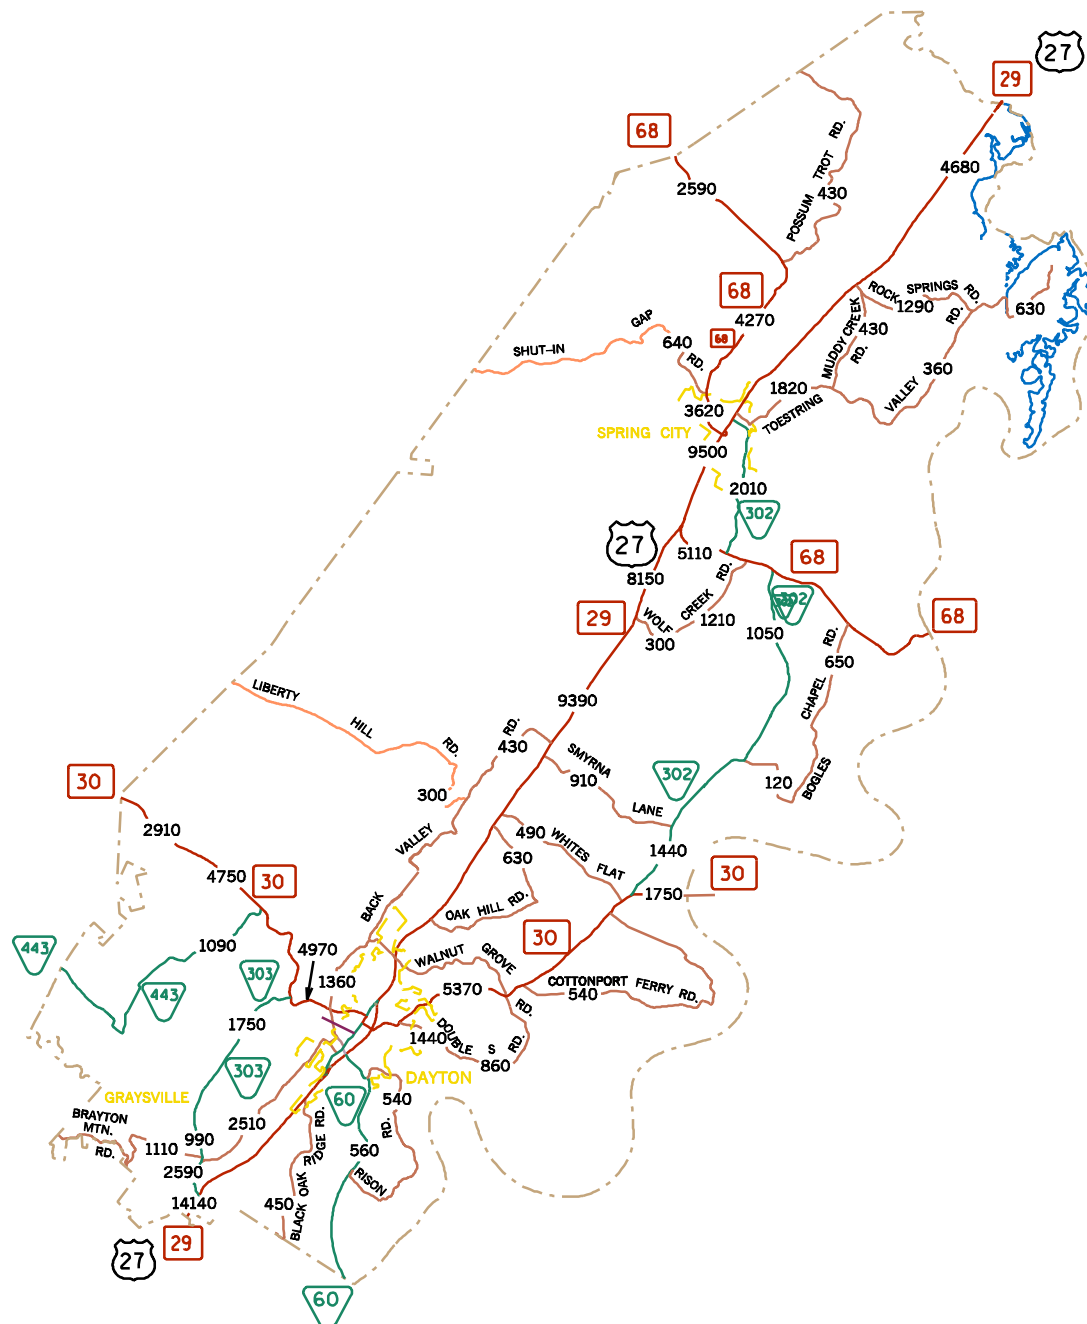 27
29
68
4680
2590
POSSUM TROT RD.
430
68
4270
68
ROCK SPRINGS RD.
1290
630
SHUT-IN GAP RD.
640
MUDDY CREEK RD.
430
VALLEY RD.
360
1820
TOESTRING
3620
SPRING CITY
9500
2010
302
27
5110
68
8150
WOLF CREEK RD.
1210
300
302
1050
29
68
CHAPEL RD.
650
BOGLES
120
9390
LIBERTY HILL RD.
300
430
BACK VALLEY RD.
SMYRNA LANE
910
302
30
2910
4750
30
490
WHITES FLAT
630
1440
1750
30
OAK HILL RD.
30
443
1090
443
303
4970
1360
WALNUT GROVE RD.
5370
COTTONPORT FERRY RD.
540
1750
303
1440
DOUBLE S RD.
860
DAYTON
GRAYSVILLE
60
540
RISON RD.
560
BRAYTON
MTN.
RD.
1110
990
2510
2590
14140
BLACK OAK RIDGE RD.
450
29
27
60